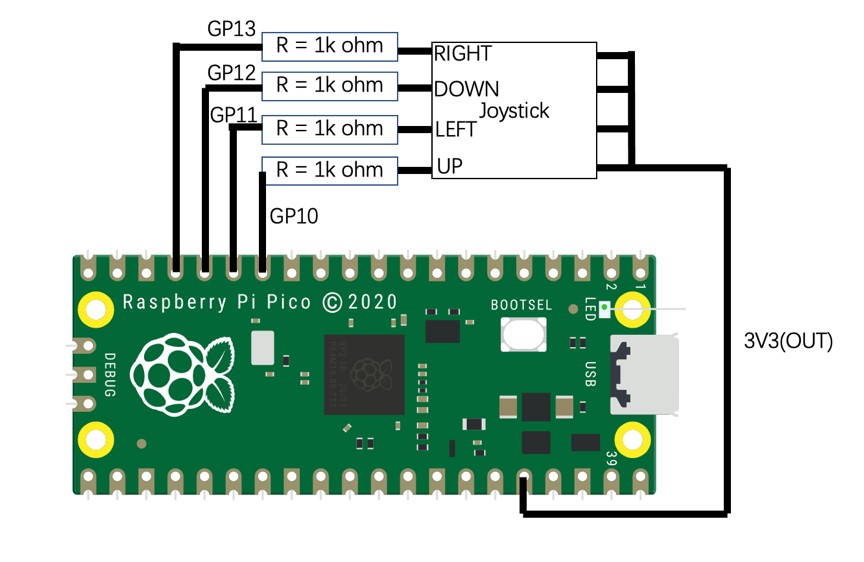 GP13
R = 1k ohm
RIGHT
GP12
R = 1k ohm
DOWN
Joystick
GP11
R = 1k ohm
LEFT
R = 1k ohm
UP
GP10
2
1
Raspberry Pi Pico © 2020
BOOTSEL
LED
3V3(OUT)
DEBUG
USB
39